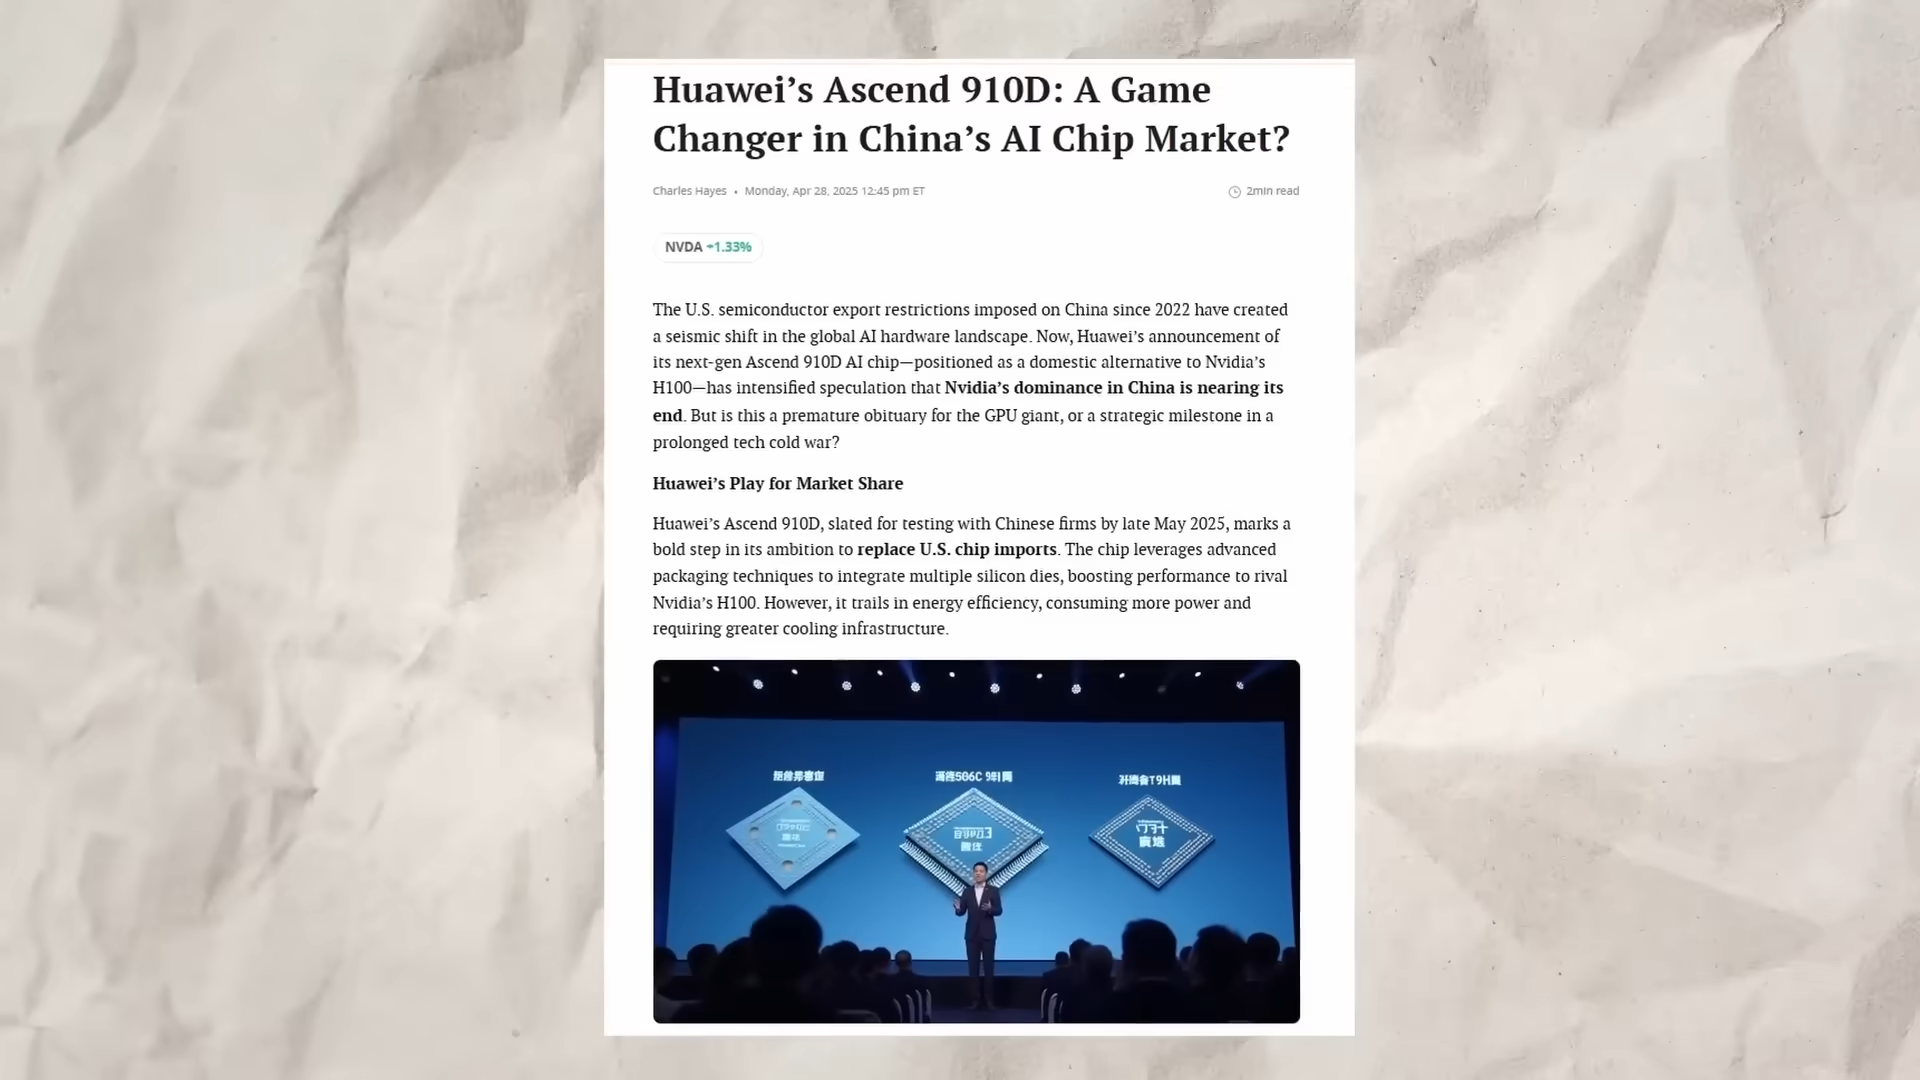 Huawei’s Ascend 910D: A Game
Changer in China’s AI Chip Market?
Charles Hayes • Monday, Apr 28, 2025 12:45 pm ET
2min read
NVDA +1.33%
The U.S. semiconductor export restrictions imposed on China since 2022 have created
a seismic shift in the global AI hardware landscape. Now, Huawei’s announcement of
its next-gen Ascend 910D AI chip—positioned as a domestic alternative to Nvidia’s
H100—has intensified speculation that Nvidia’s dominance in China is nearing its
end. But is this a premature obituary for the GPU giant, or a strategic milestone in a
prolonged tech cold war?
Huawei’s Play for Market Share
Huawei’s Ascend 910D, slated for testing with Chinese firms by late May 2025, marks a
bold step in its ambition to replace U.S. chip imports. The chip leverages advanced
packaging techniques to integrate multiple silicon dies, boosting performance to rival
Nvidia’s H100. However, it trails in energy efficiency, consuming more power and
requiring greater cooling infrastructure.